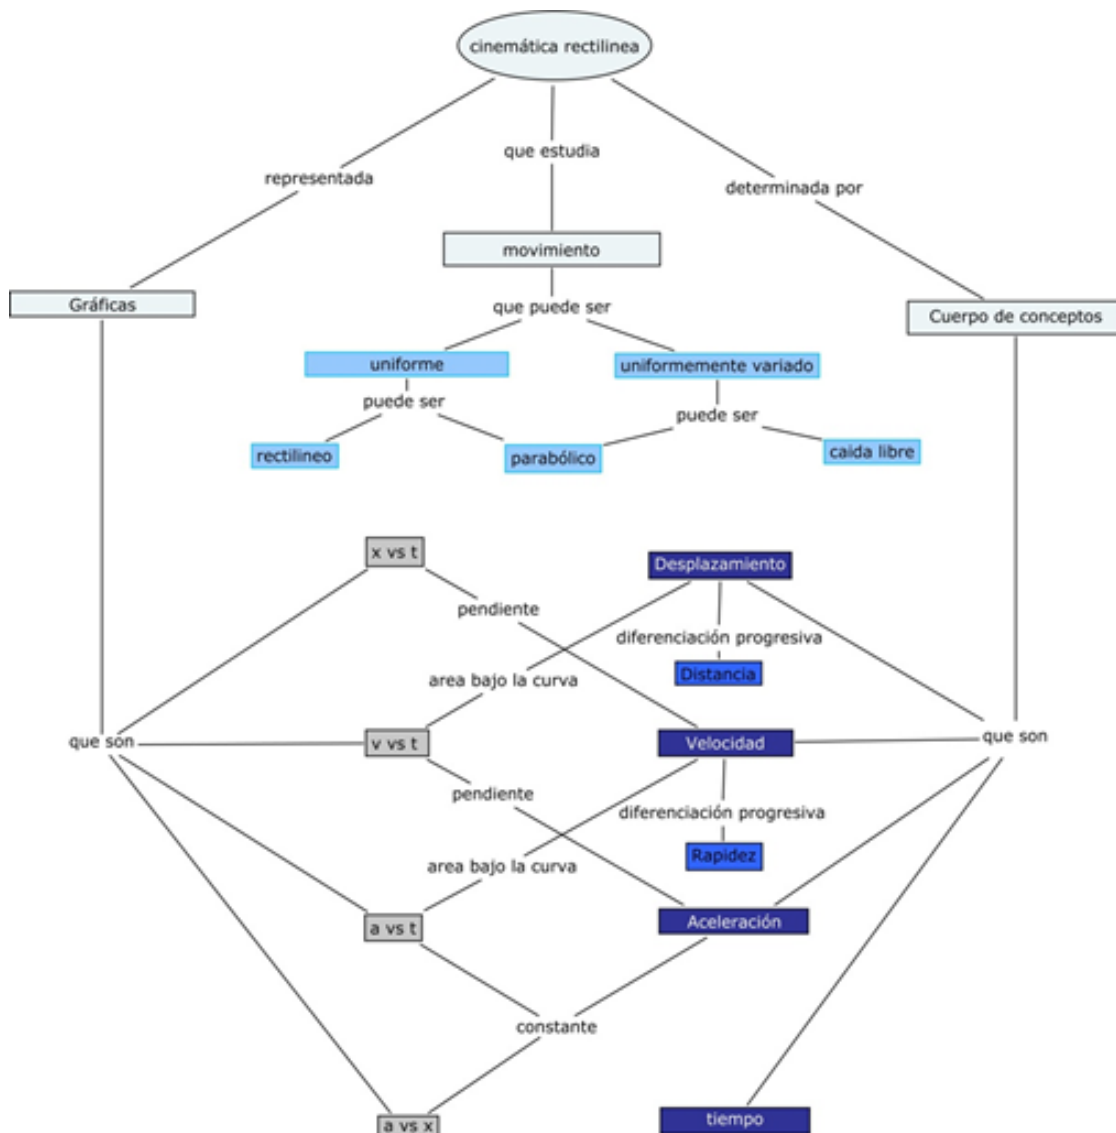 cinemática rectilinea
que estudia
representada
determinada por
movimiento
Gráficas
que puede ser
Cuerpo de conceptos
uniforme
uniformemente variado
puede ser
puede ser
rectilineo
parabólico
caida libre
x vs t
Desplazamiento
pendiente
diferenciación progresiva
Distancia
area bajo la curva
que son
v vs t
Velocidad
que son
pendiente
diferenciación progresiva
Rapidez
area bajo la curva
a vs t
Aceleración
constante
a vs x
tiempo